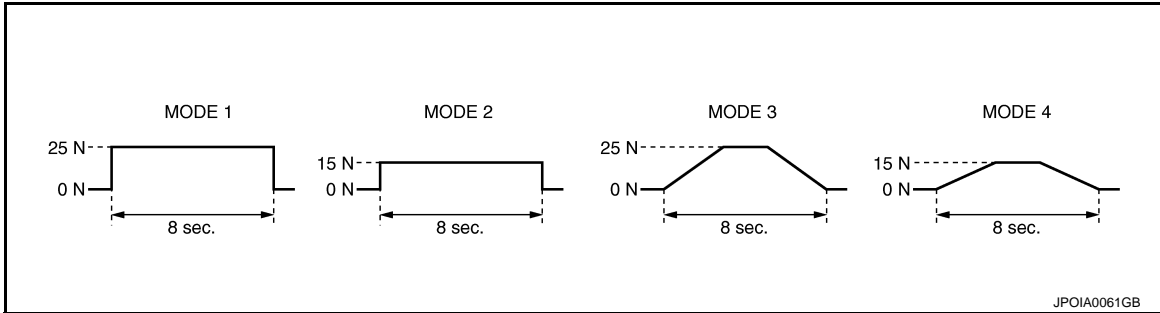 MODE 1
MODE 2
MODE 3
MODE 4
25 N
0 N
8 sec.
15 N
0 N
8 sec.
25 N
0 N
8 sec.
15 N
0 N
8 sec.
JPOIA0061GB